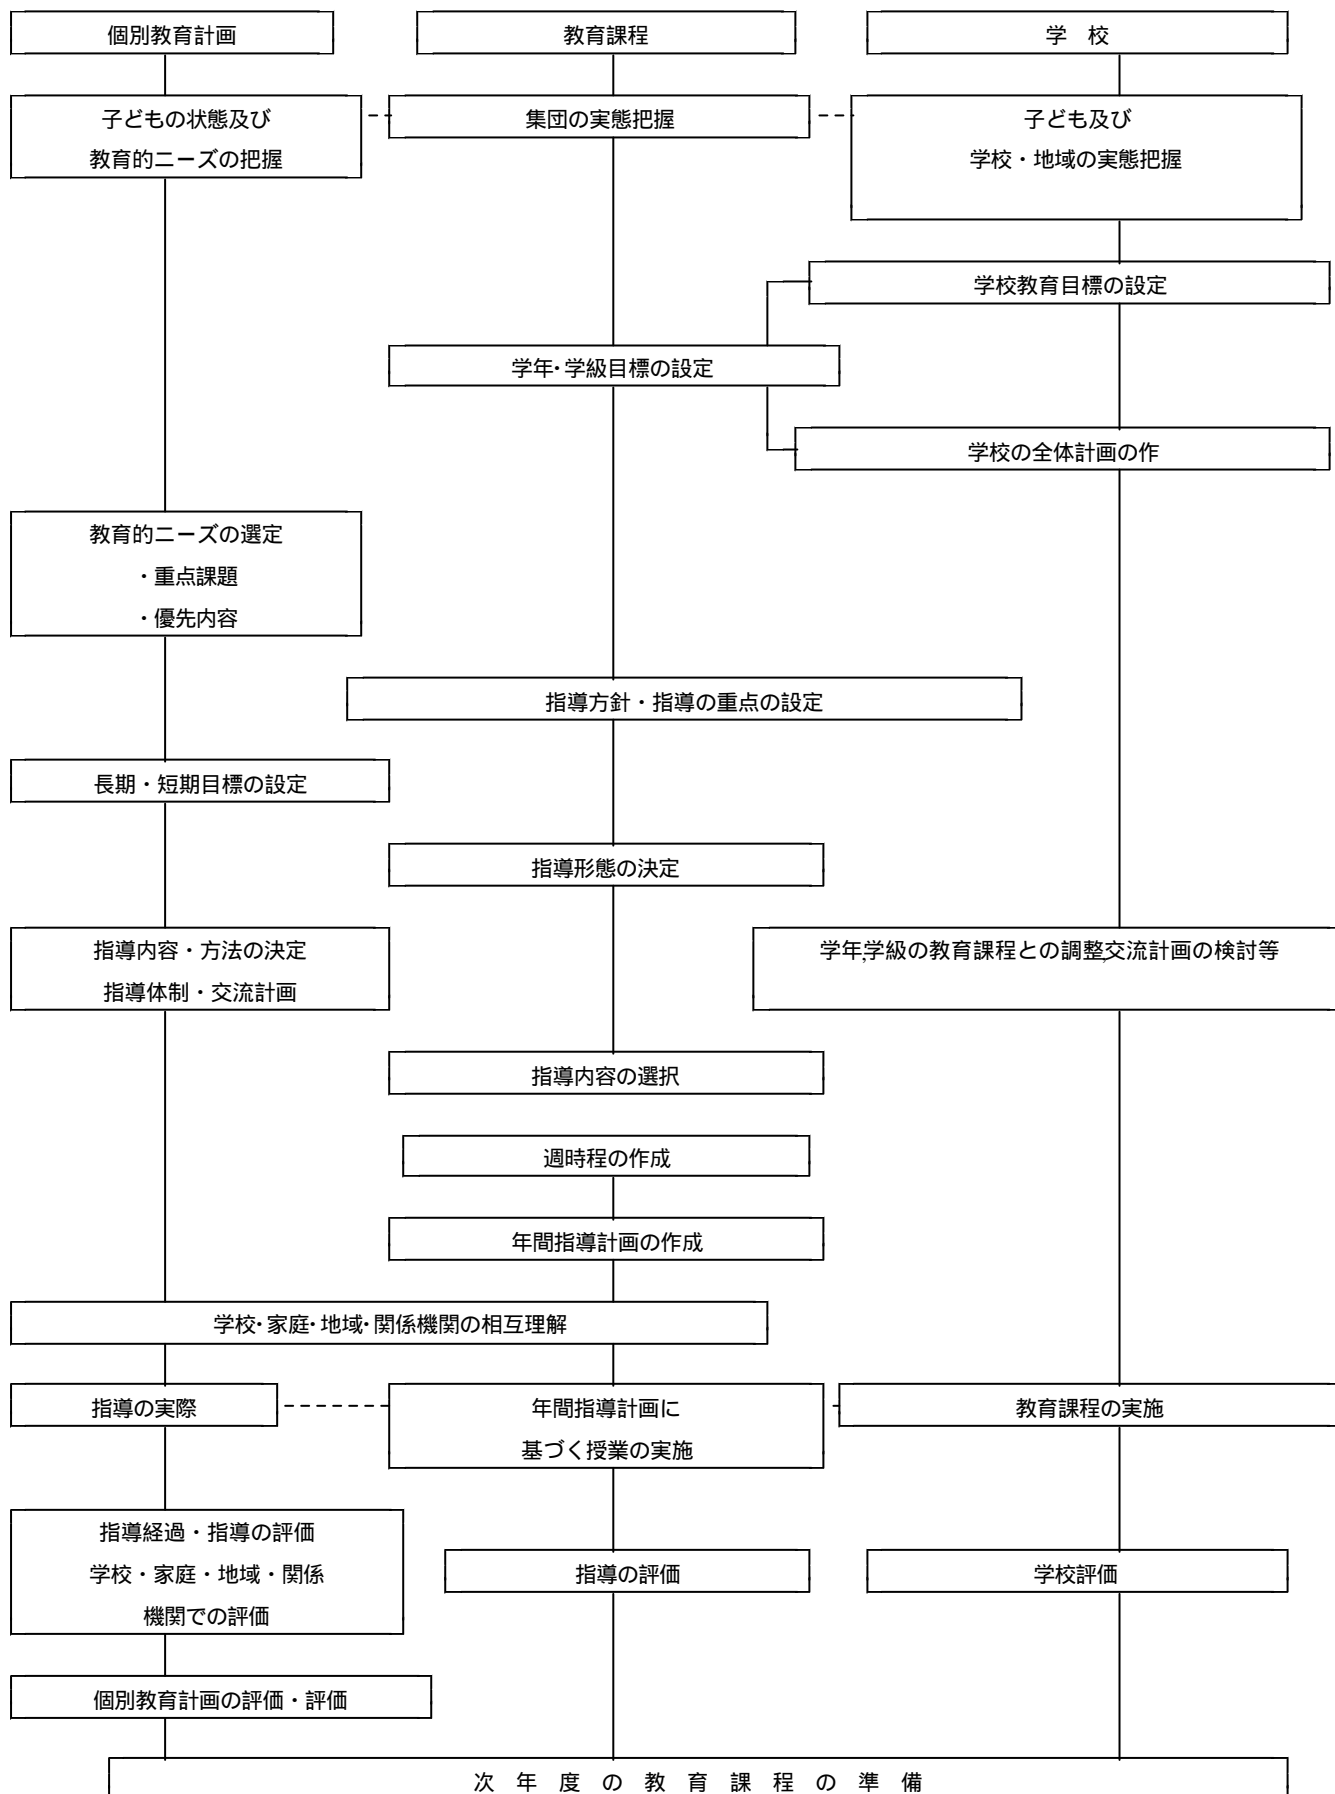 個別教育計画
教育課程
学　校
子どもの状態及び
教育的ニーズの把握
集団の実態把握
子ども及び
学校・地域の実態把握
学校教育目標の設定
学年・学級目標の設定
学校の全体計画の作
教育的ニーズの選定
・重点課題
・優先内容
指導方針・指導の重点の設定
長期・短期目標の設定
指導形態の決定
指導内容・方法の決定
指導体制・交流計画
学年,学級の教育課程との調整,交流計画の検討等
指導内容の選択
週時程の作成
年間指導計画の作成
学校・家庭・地域・関係機関の相互理解
指導の実際
年間指導計画に
基づく授業の実施
教育課程の実施
指導経過・指導の評価
学校・家庭・地域・関係
機関での評価
指導の評価
学校評価
個別教育計画の評価・評価
次　年　度　の　教　育　課　程　の　準　備